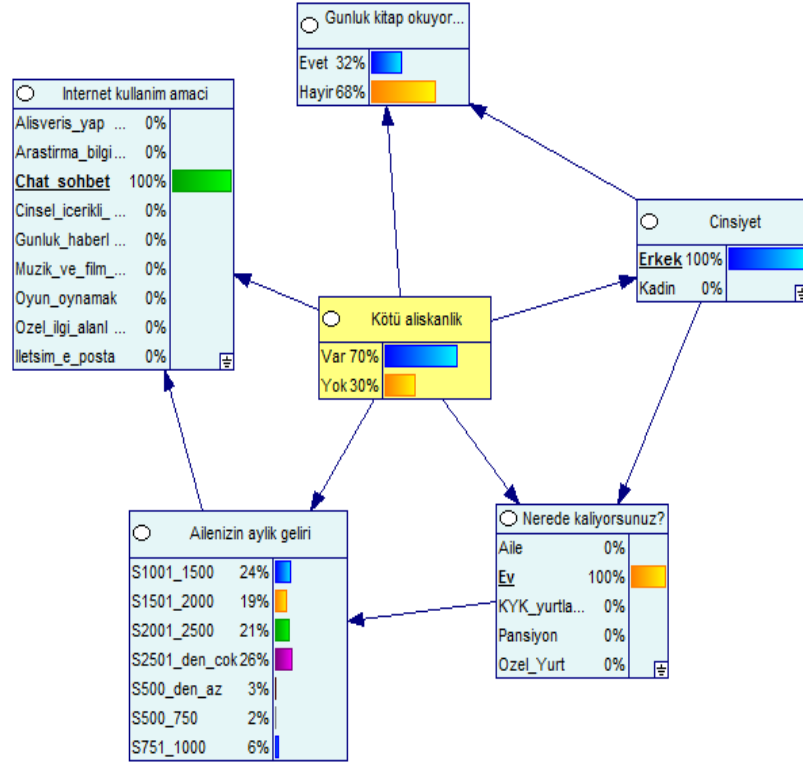 Gunluk kitap okuyor...
Evet 32%
Hayir 68%
Internet kullanim amaci
Alisveris_yap ... 0%
Arastirma_bilgi ... 0%
Chat_sohbet 100%
Cinsel_icerikli_ ... 0%
Gunluk_haberl ... 0%
Muzik_ve_film_... 0%
Oyun_oynamak 0%
Ozel_ilgi_alanl ... 0%
Iletsim_e_posta 0%
Cinsiyet
Erkek 100%
Kadin 0%
Kötü aliskanlik
Var 70%
Yok 30%
Ailenizin aylik geliri
S1001_1500 24%
S1501_2000 19%
S2001_2500 21%
S2501_den_cok 26%
S500_den_az 3%
S500_750 2%
S751_1000 6%
Nerede kaliyorsunuz?
Aile 0%
Ev 100%
KYK_yurtla... 0%
Pansiyon 0%
Ozel_Yurt 0%